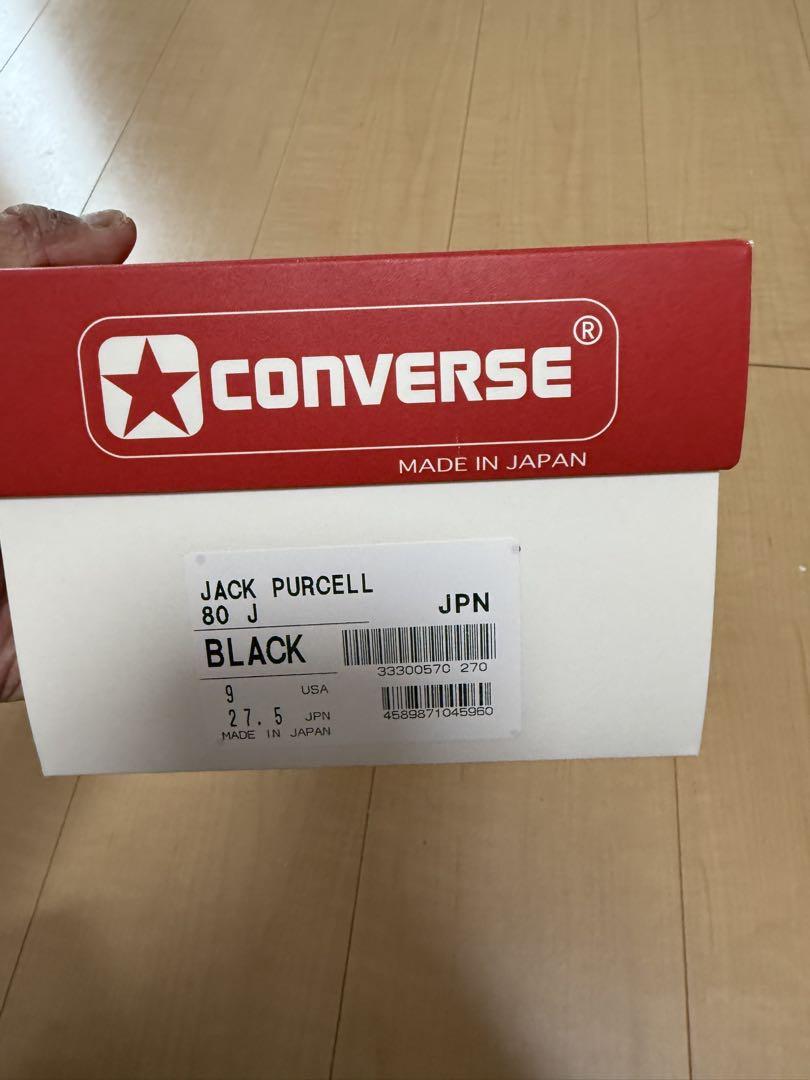 CONVERSE®
MADE IN JAPAN
JACK PURCELL
80 J
JPN
BLACK
3330057C 270
9 USA
27.5 JPN
4589871045960
MADE IN JAPAN